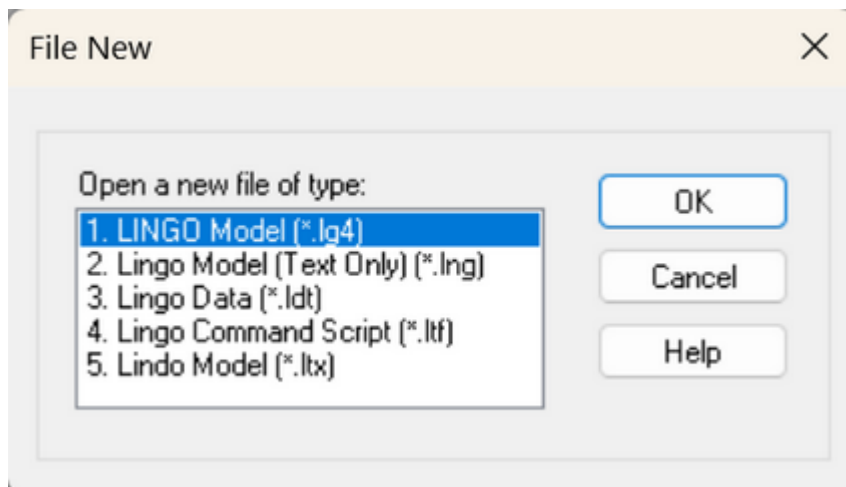 File New
Open a new file of type:
1. LINGO Model (*.lg4)
2. Lingo Model (Text Only) (*.lng)
3. Lingo Data (*.ldt)
4. Lingo Command Script (*.ltf)
5. Lindo Model (*.ltx)
OK
Cancel
Help